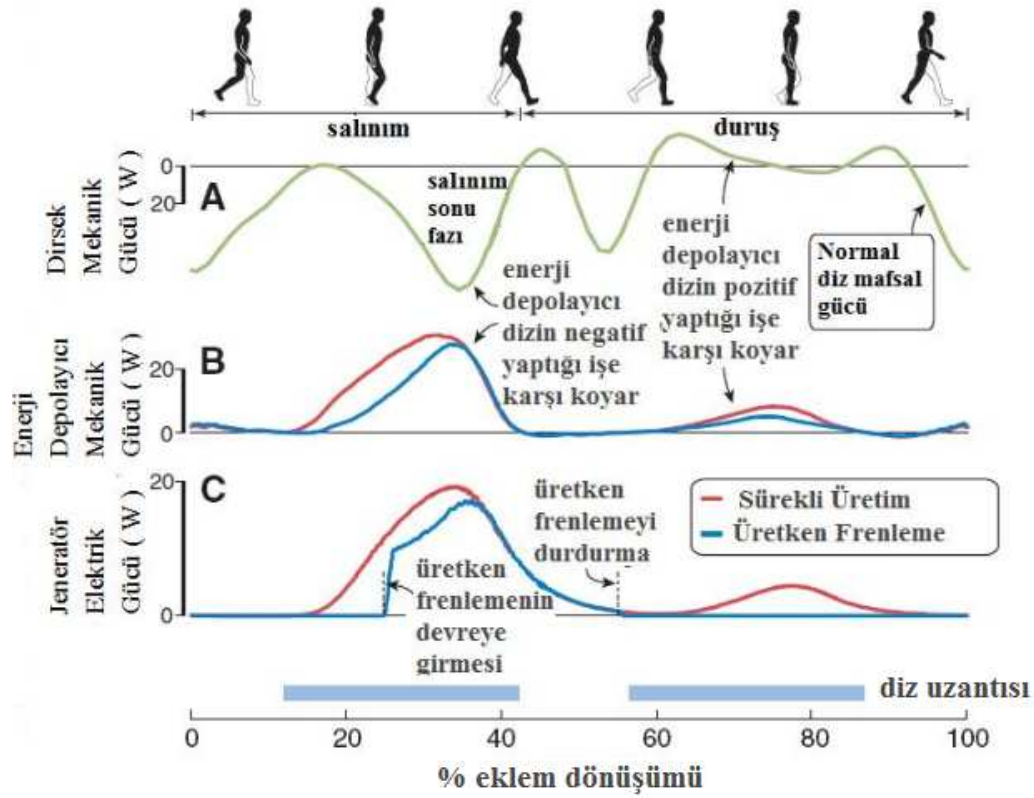 salınım
duruş
0
20
A
Dirsek
Mekanik
Gücü ( W )
salınım
sonu
fazı
enerji
depolayıcı
dizin negatif
yaptığı işe
karşı koyar
enerji
depolayıcı
dizin pozitif
yaptığı işe
karşı koyar
Normal
diz mafsal
gücü
B
20
0
Enerji
Depolayıcı
Mekanik
Gücü ( W )
C
20
0
Jeneratör
Elektrik
Gücü ( W )
üretken
frenlemenin
devreye
girmesi
üretken
frenlemeyi
durdurma
Sürekli Üretim
Üretken Frenleme
diz uzantısı
0 20 40 60 80 100
% eklem dönüşümü